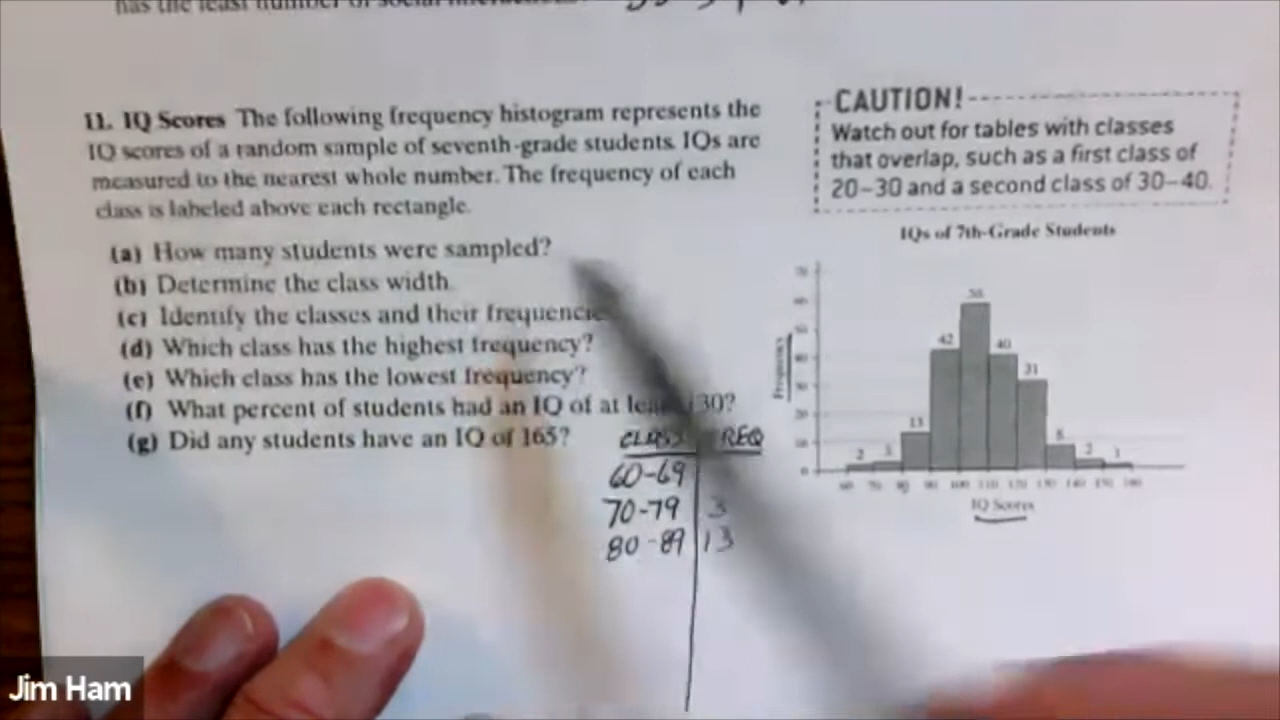 11. IQ Scores The following frequency histogram represents the
IQ scores of a random sample of seventh-grade students. IQs are
measured to the nearest whole number. The frequency of each
class is labeled above each rectangle.
(a) How many students were sampled?
(b) Determine the class width.
(c) Identify the classes and their
(d) Which class has the highest frequency?
(e) Which class has the lowest frequency?
(f) What percent of students had an IQ of at
(g) Did any students have an IQ of 165?
60-69
70-79 3
80-89 13
CAUTION!
Watch out for tables with classes
that overlap, such as a first class of
20–30 and a second class of 30–40.
IQs of 7th-Grade Students
Frequency
42
40
31
2
2
1
IQ Scores
Jim Ham